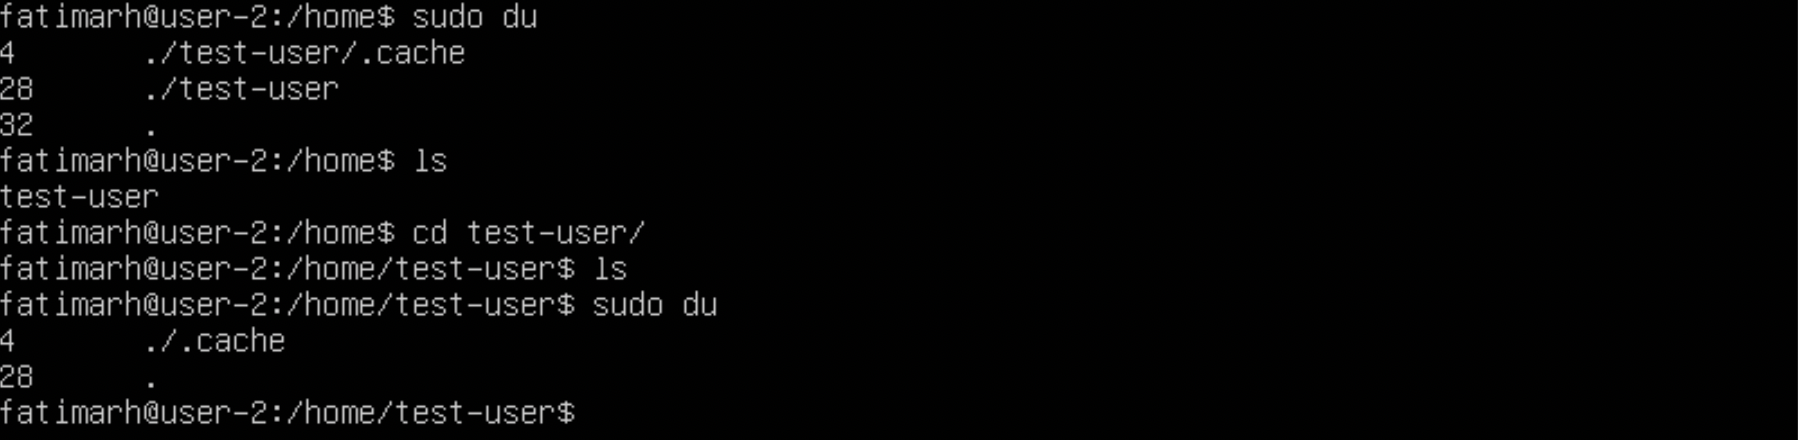 fatimarh@user-2:/home$ sudo du
4 ./test-user/.cache
28 ./test-user
32 .
fatimarh@user-2:/home$ ls
test-user
fatimarh@user-2:/home$ cd test-user/
fatimarh@user-2:/home/test-user$ ls
fatimarh@user-2:/home/test-user$ sudo du
4 ./.cache
28 .
fatimarh@user-2:/home/test-user$